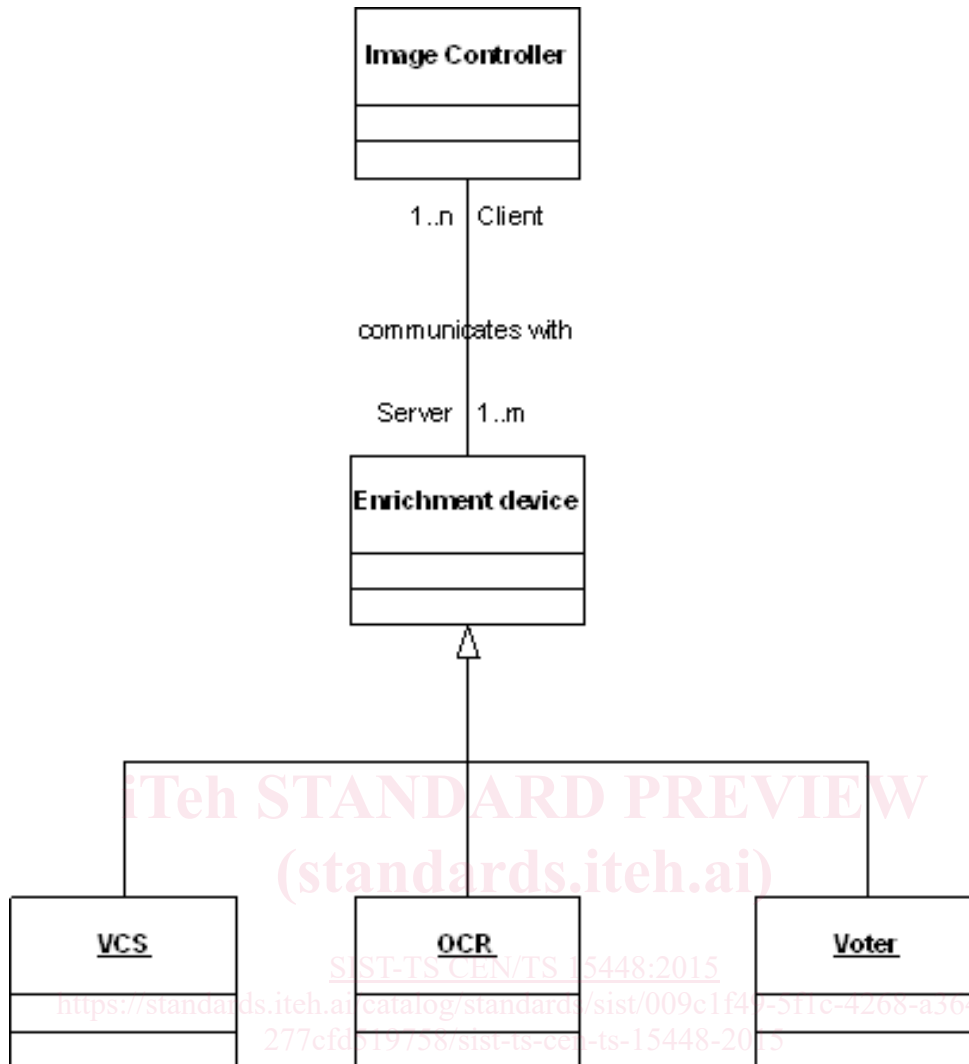 Image Controller
1..n Client
communicates with
Server 1..m
Enrichment device
iTeh STANDARD PREVIEW
(standards.iteh.ai)
VCS OCR Voter
SIST-TS CEN/TS 15448:2015
https://standards.iteh.ai/catalog/standards/sist/009c1f49-5f1c-4268-a364
277cfd519758/sist-ts-cen-ts-15448-2015